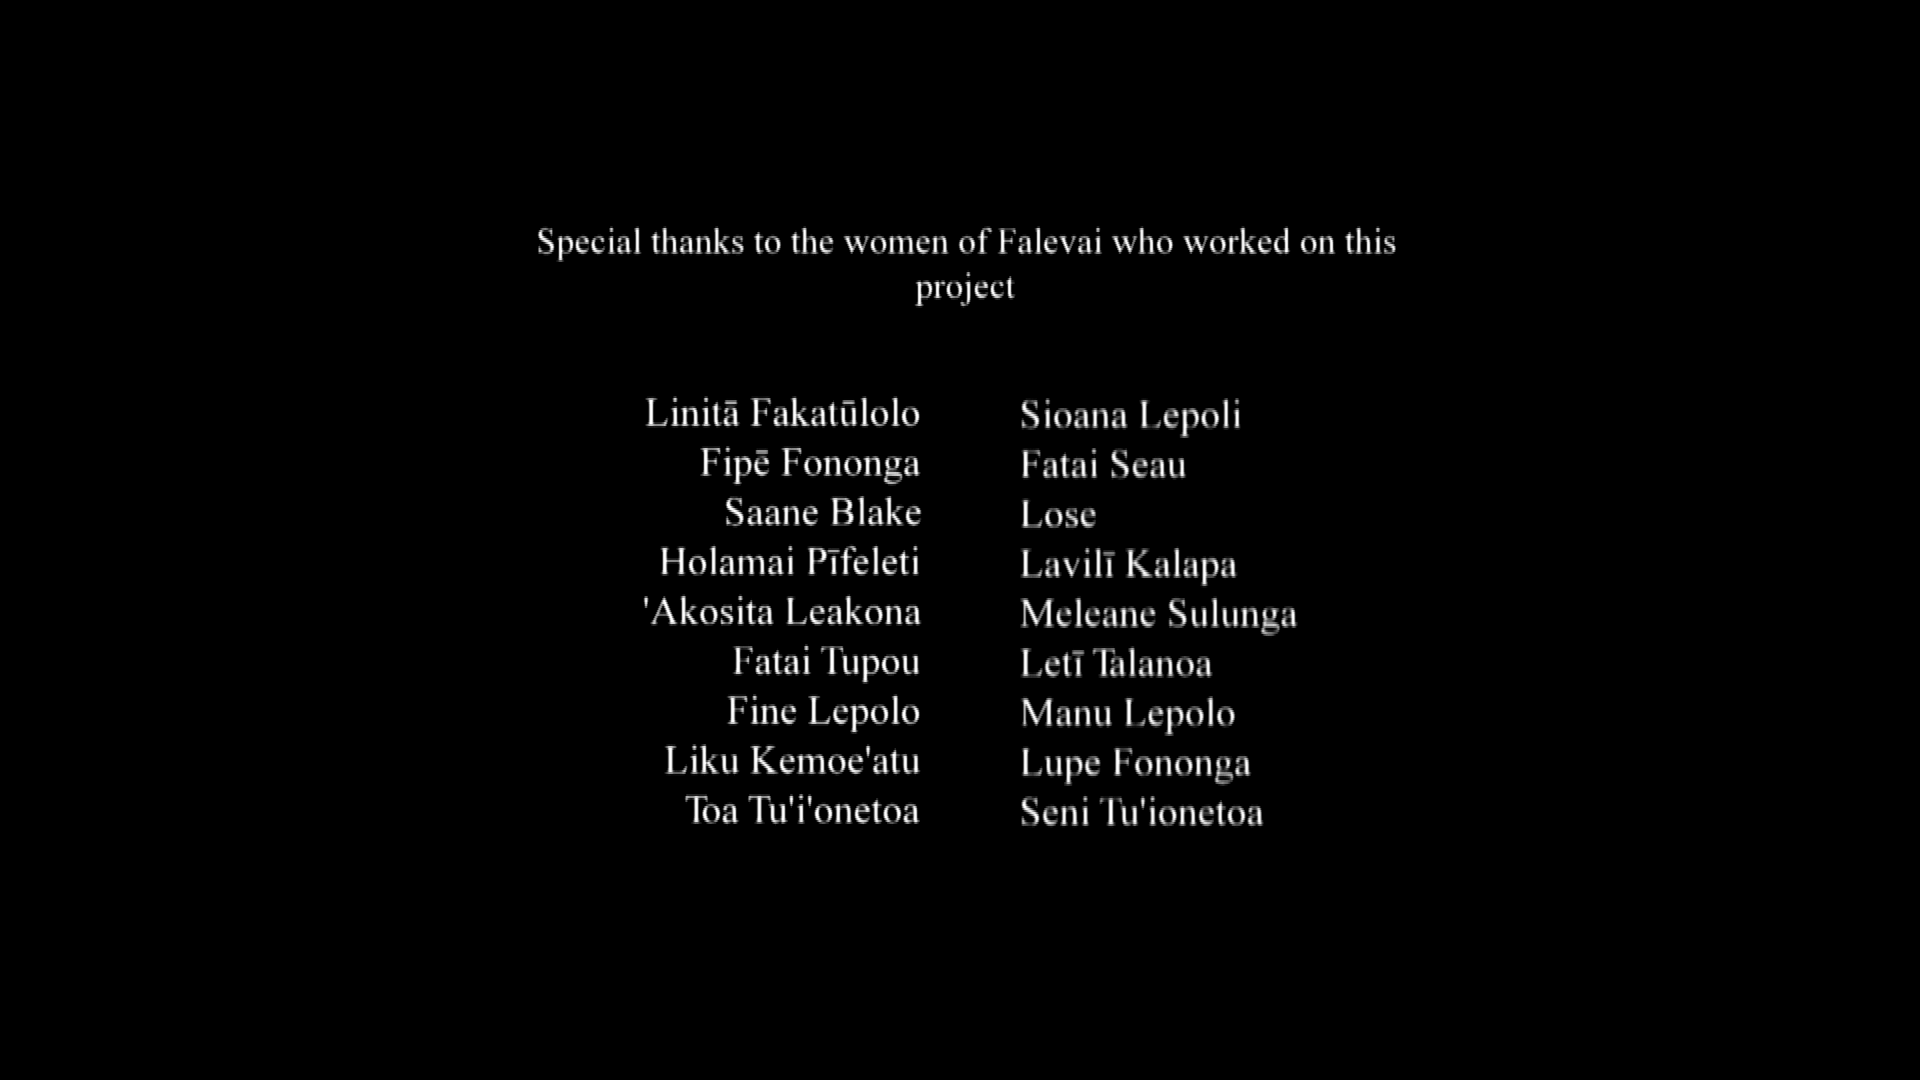 Special thanks to the women of Falevai who worked on this
project
Linitā Fakatūlolo
Sioana Lepoli
Fipē Fononga
Fatai Seau
Saane Blake
Lose
Holamai Pīfeleti
Lavilī Kalapa
'Akosita Leakona
Meleane Sulunga
Fatai Tupou
Letī Talanoa
Fine Lepolo
Manu Lepolo
Liku Kemoe'atu
Lupe Fononga
Toa Tu'i'onetoa
Seni Tu'ionetoa